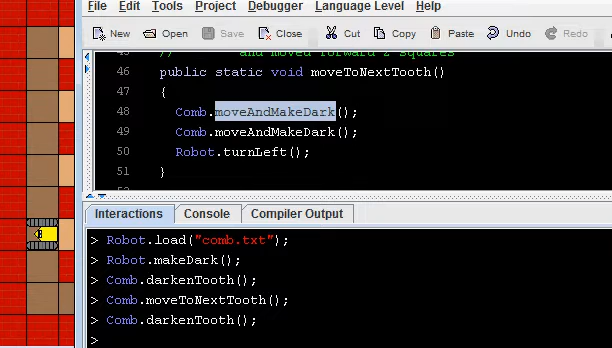 File Edit Tools Project Debugger Language Level Help
New Open Save Close Cut Copy Paste Undo Redo
45 // and moved forward 2 squares
46 public static void moveToNextTooth()
47 {
48 Comb.moveAndMakeDark();
49 Comb.moveAndMakeDark();
50 Robot.turnLeft();
51 }
Interactions Console Compiler Output
> Robot.load("comb.txt");
> Robot.makeDark();
> Comb.darkenTooth();
> Comb.moveToNextTooth();
> Comb.darkenTooth();
>